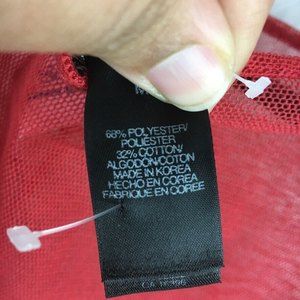 68% POLYESTER/
POLIESTER
32% COTTON/
ALGODÓN/COTON
MADE IN KOREA
HECHO EN COREA
FABRIQUE EN COREE